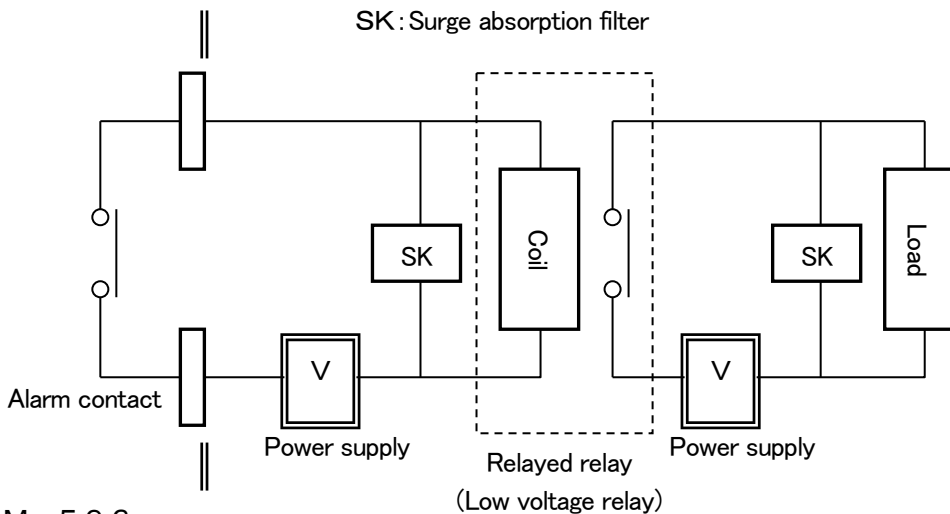 SK: Surge absorption filter
SK
Coil
SK
Load
V
V
Alarm contact
Power supply
Power supply
Relayed relay
(Low voltage relay)